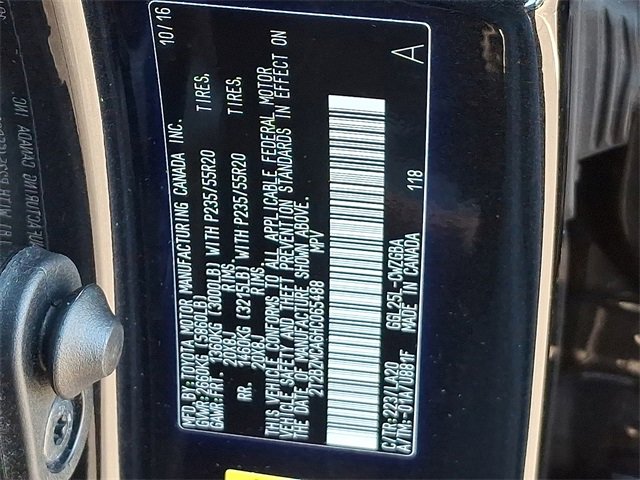 MFD. BY: TOYOTA MOTOR MANUFACTURING CANADA INC. 10/16
GVWR: 2660KG (5860LB)
GAWR: FRT. 1360KG (3000LB) WITH P235/55R20 TIRES,
20X8J RIMS,
RR. 1460KG (3215LB) WITH P235/55R20 TIRES,
20X8J RIMS,
THIS VEHICLE CONFORMS TO ALL APPLICABLE FEDERAL MOTOR
VEHICLE SAFETY AND THEFT PREVENTION STANDARDS IN EFFECT ON
THE DATE OF MANUFACTURE SHOWN ABOVE.
2T2BZMCA6HC065488 MPV
C/TR: 223/LA20 GGL25L-CWZGBA 118 A
A/TM: -01A/U881F MADE IN CANADA